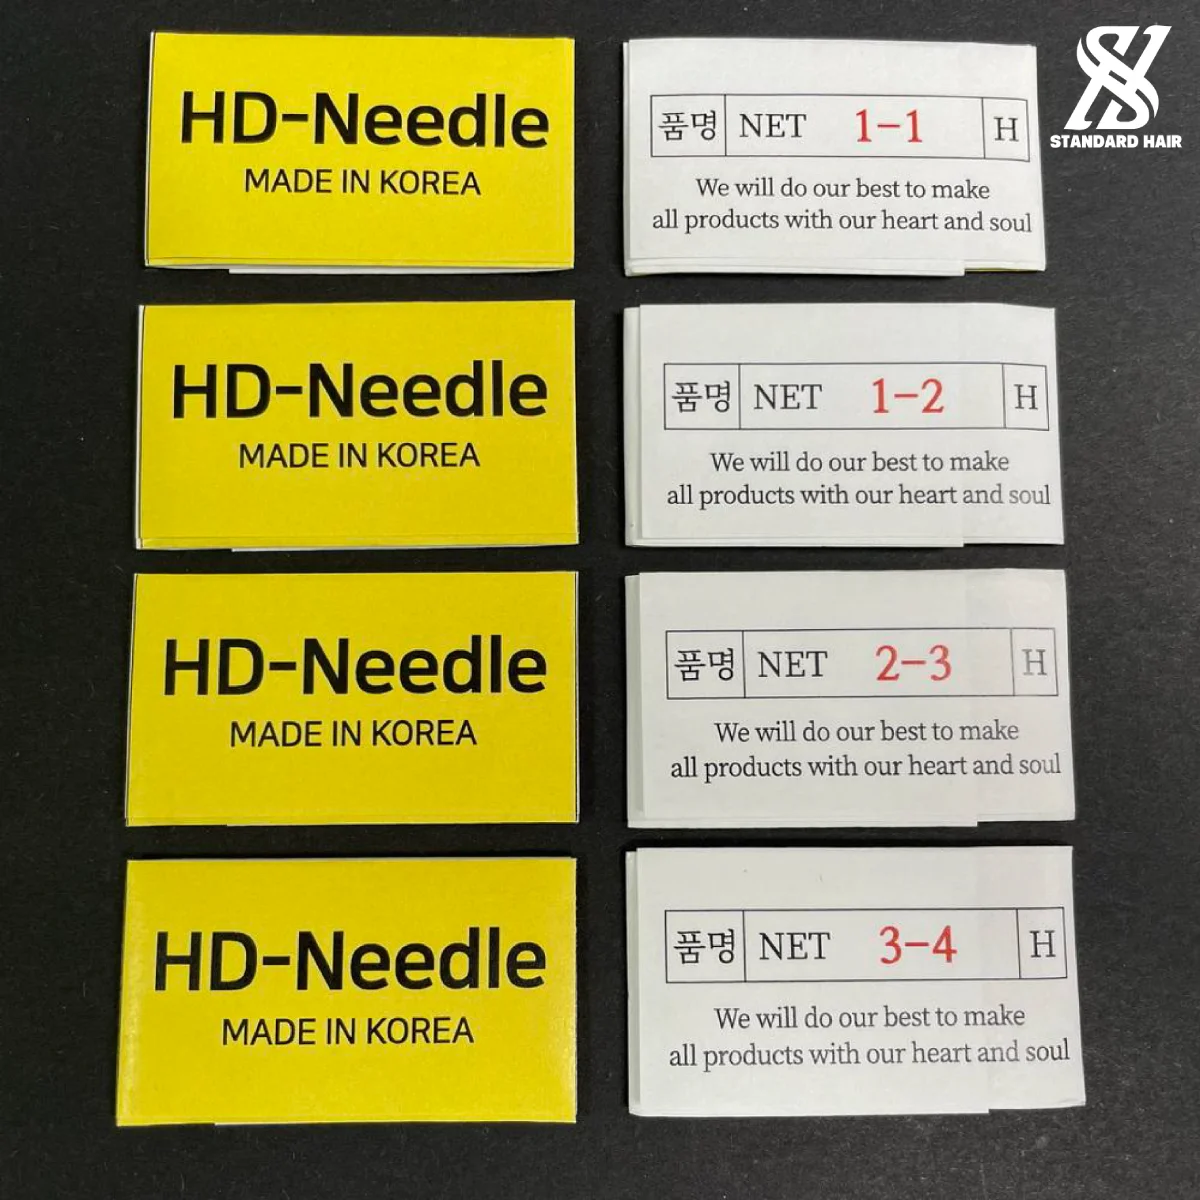 HD-Needle
MADE IN KOREA
품명 NET 1-1 H
We will do our best to make
all products with our heart and soul
STANDARD HAIR
HD-Needle
MADE IN KOREA
품명 NET 1-2 H
We will do our best to make
all products with our heart and soul
HD-Needle
MADE IN KOREA
품명 NET 2-3 H
We will do our best to make
all products with our heart and soul
HD-Needle
MADE IN KOREA
품명 NET 3-4 H
We will do our best to make
all products with our heart and soul